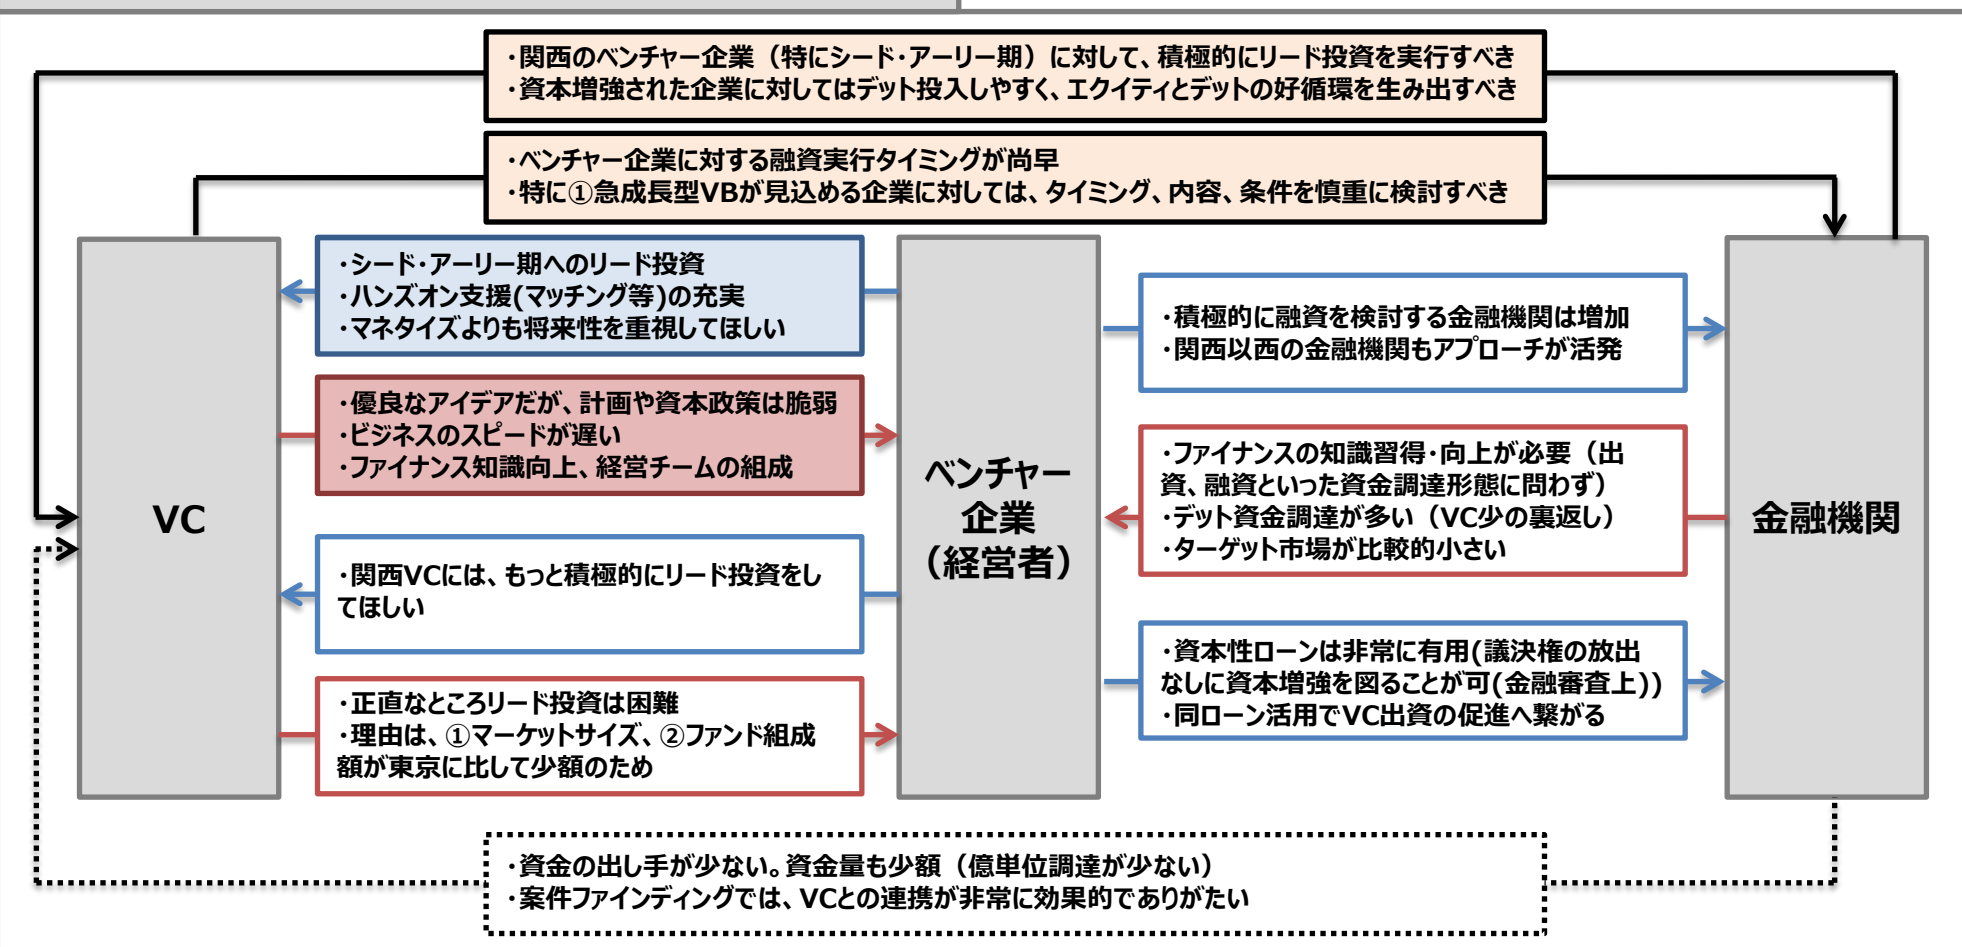 ・関西のベンチャー企業（特にシード・アーリー期）に対して、積極的にリード投資を実行すべき
・資本増強された企業に対してはデット投入しやすく、エクイティとデットの好循環を生み出すべき
・ベンチャー企業に対する融資実行タイミングが尚早
・特に①急成長型VBが見込める企業に対しては、タイミング、内容、条件を慎重に検討すべき
VC
・シード・アーリー期へのリード投資
・ハンズオン支援(マッチング等)の充実
・マネタイズよりも将来性を重視してほしい
・優良なアイデアだが、計画や資本政策は脆弱
・ビジネスのスピードが遅い
・ファイナンス知識向上、経営チームの組成
・関西VCには、もっと積極的にリード投資をし
てほしい
・正直なところリード投資は困難
・理由は、①マーケットサイズ、②ファンド組成
額が東京に比して少額のため
ベンチャー
企業
（経営者）
・積極的に融資を検討する金融機関は増加
・関西以西の金融機関もアプローチが活発
・ファイナンスの知識習得・向上が必要（出
資、融資といった資金調達形態に問わず）
・デット資金調達が多い（VC少の裏返し）
・ターゲット市場が比較的小さい
・資本性ローンは非常に有用(議決権の放出
なしに資本増強を図ることが可(金融審査上))
・同ローン活用でVC出資の促進へ繋がる
金融機関
・資金の出し手が少ない。資金量も少額（億単位調達が少ない）
・案件ファインディングでは、VCとの連携が非常に効果的でありがたい